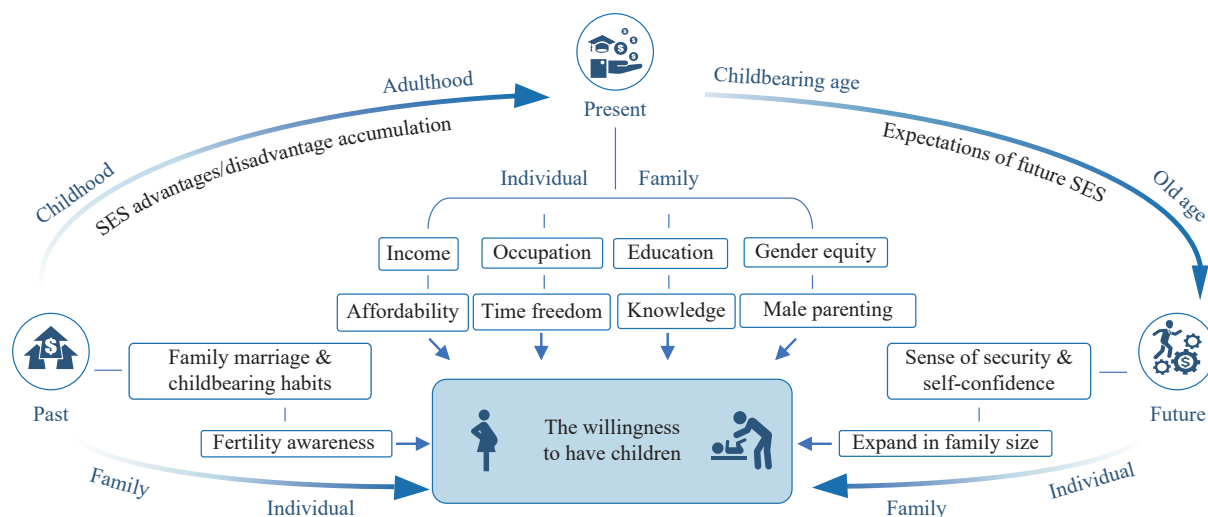 Present
Adulthood
Childhood
SES advantages/disadvantage accumulation
Childbearing age
Expectations of future SES
Old age
Individual
Family
Income
Occupation
Education
Gender equity
Affordability
Time freedom
Knowledge
Male parenting
Past
Family marriage &
childbearing habits
Fertility awareness
Family
Individual
The willingness
to have children
Sense of security &
self-confidence
Expand in family size
Future
Individual
Family